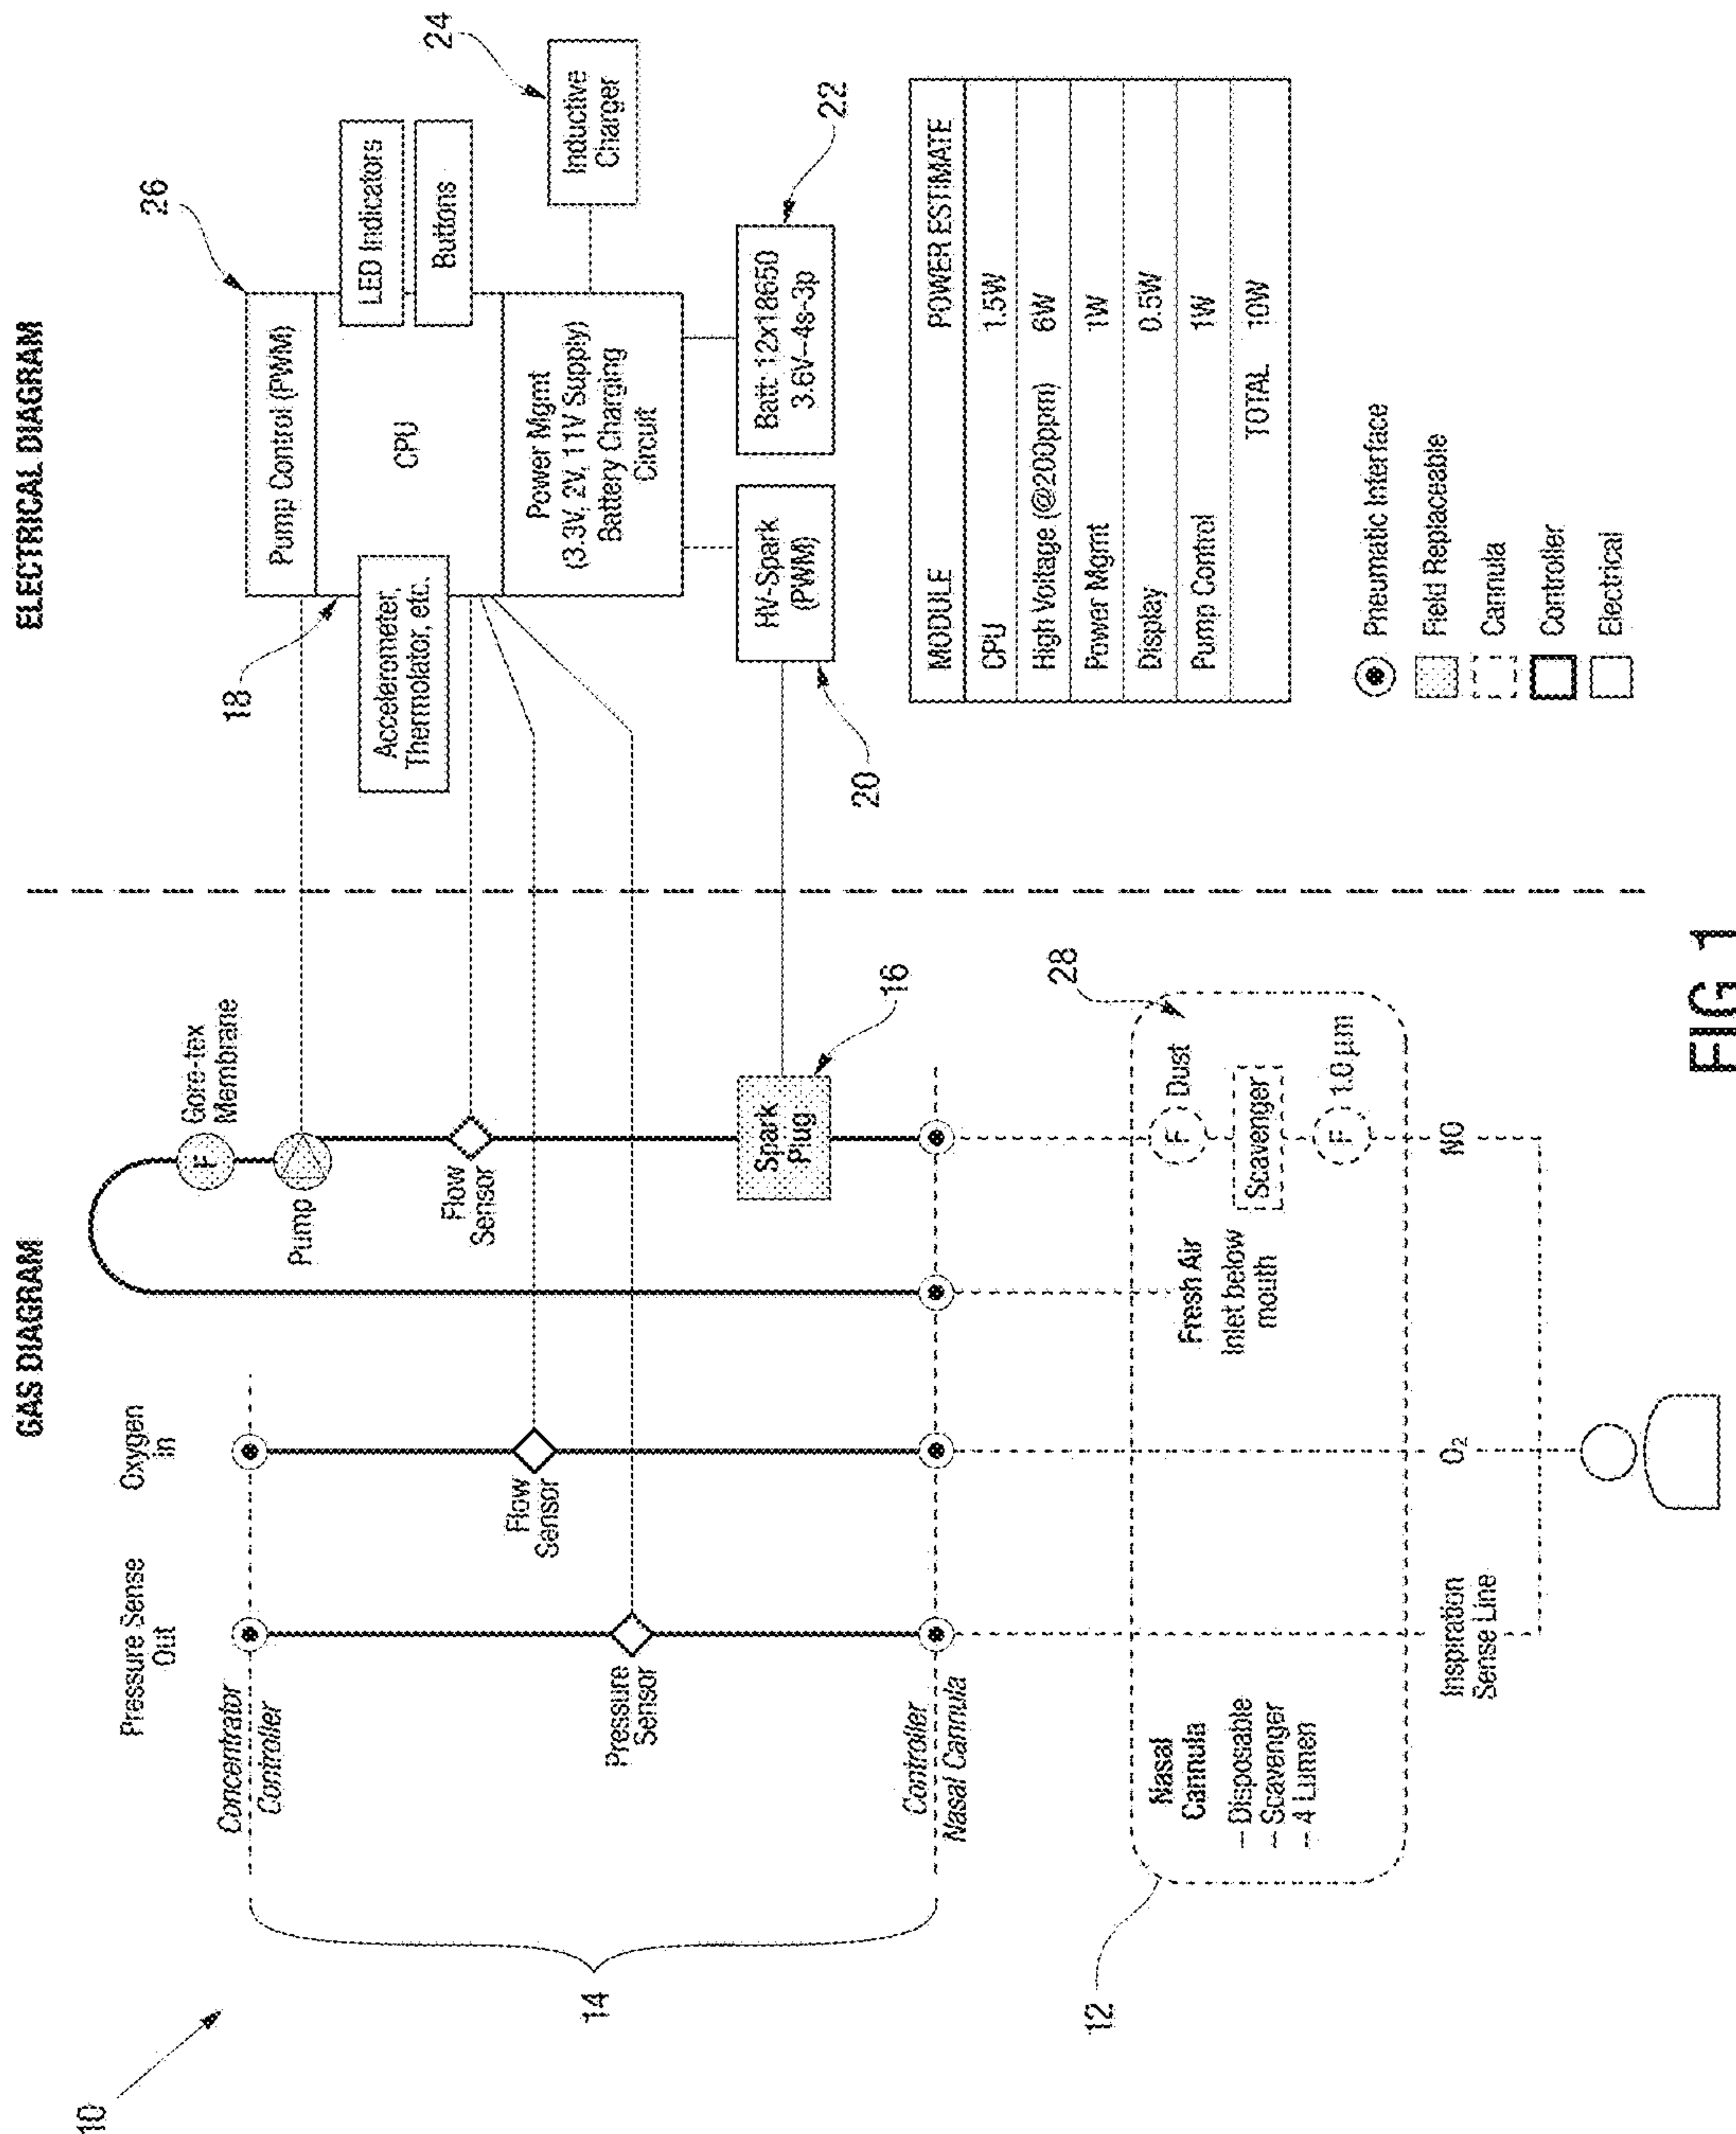 GAS DIAGRAM
ELECTRICAL DIAGRAM
10
14
12
Pressure Sense
Out
Oxygen
In
Concentrator
Controller
Gore-tex
Membrane
F
Pump
Flow
Sensor
Flow
Sensor
Pressure
Sensor
Spark
Plug
16
Controller
Nasal Cannula
Nasal
Cannula
-- Disposable
-- Scavenger
-- 4 Lumen
Fresh Air
Inlet below
mouth
F
Dust
Scavenger
F
1.0 µm
28
Inspiration
Sense Line
O₂
NO
26
Pump Control (PWM)
18
CPU
LED Indicators
Buttons
Accelerometer,
Thermolator, etc.
Power Mgmt
(3.3V, 2V, 11V Supply)
Battery Charging
Circuit
24
Inductive
Charger
HV-Spark
(PWM)
20
Batt: 12x18650
3.6V--4s-3p
22
MODULE POWER ESTIMATE
CPU 1.5W
High Voltage (@200ppm) 6W
Power Mgmt 1W
Display 0.5W
Pump Control 1W
TOTAL 10W
Pneumatic Interface
Field Replaceable
Cannula
Controller
Electrical
FIG. 1